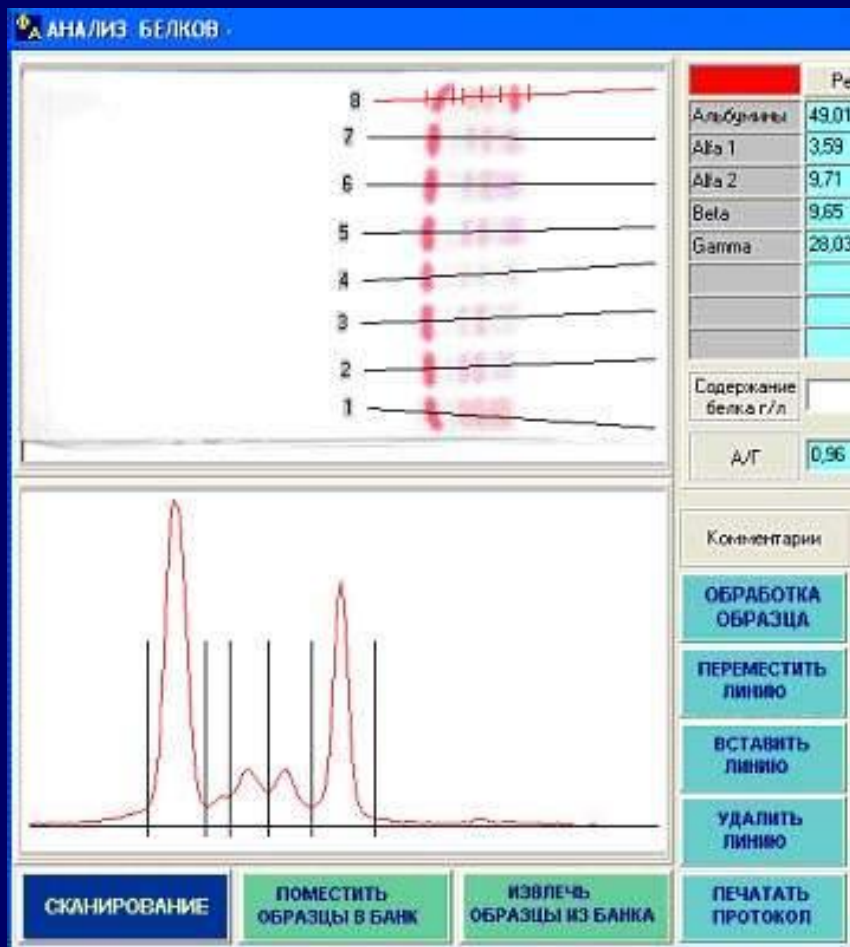 АНАЛИЗ БЕЛКОВ -
8
7
6
5
4
3
2
1
Ре
Альбумины 49,01
Alfa 1 3,59
Alfa 2 9,71
Beta 9,65
Gamma 28,03
Содержание
белка г/л
А/Г 0,96
Комментарии
ОБРАБОТКА
ОБРАЗЦА
ПЕРЕМЕСТИТЬ
ЛИНИЮ
ВСТАВИТЬ
ЛИНИЮ
УДАЛИТЬ
ЛИНИЮ
СКАНИРОВАНИЕ
ПОМЕСТИТЬ
ОБРАЗЦЫ В БАНК
ИЗВЛЕЧЬ
ОБРАЗЦЫ ИЗ БАНКА
ПЕЧАТАТЬ
ПРОТОКОЛ